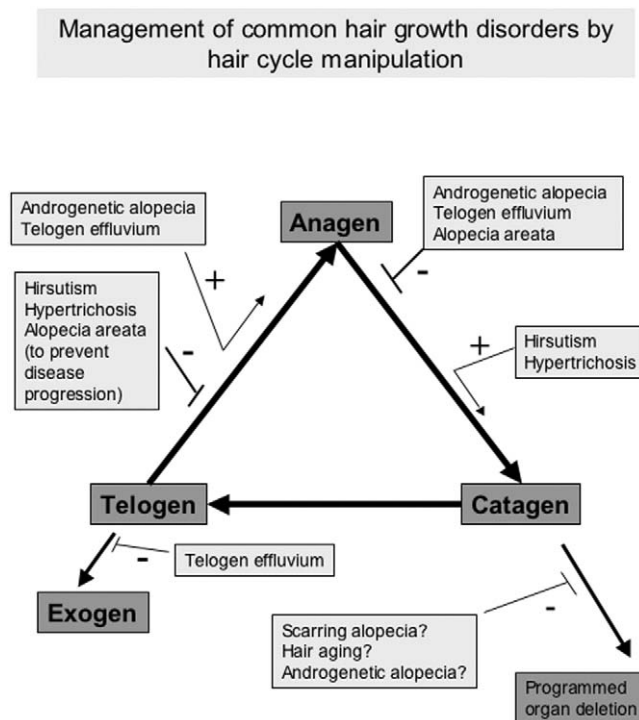 Management of common hair growth disorders by
hair cycle manipulation
Androgenetic alopecia
Telogen effluvium
Anagen
Androgenetic alopecia
Telogen effluvium
Alopecia areata
+
-
Hirsutism
Hypertrichosis
Alopecia areata
(to prevent
disease
progression)
-
+
Hirsutism
Hypertrichosis
Telogen
Catagen
-
Telogen effluvium
Exogen
-
Scarring alopecia?
Hair aging?
Androgenetic alopecia?
Programmed
organ deletion